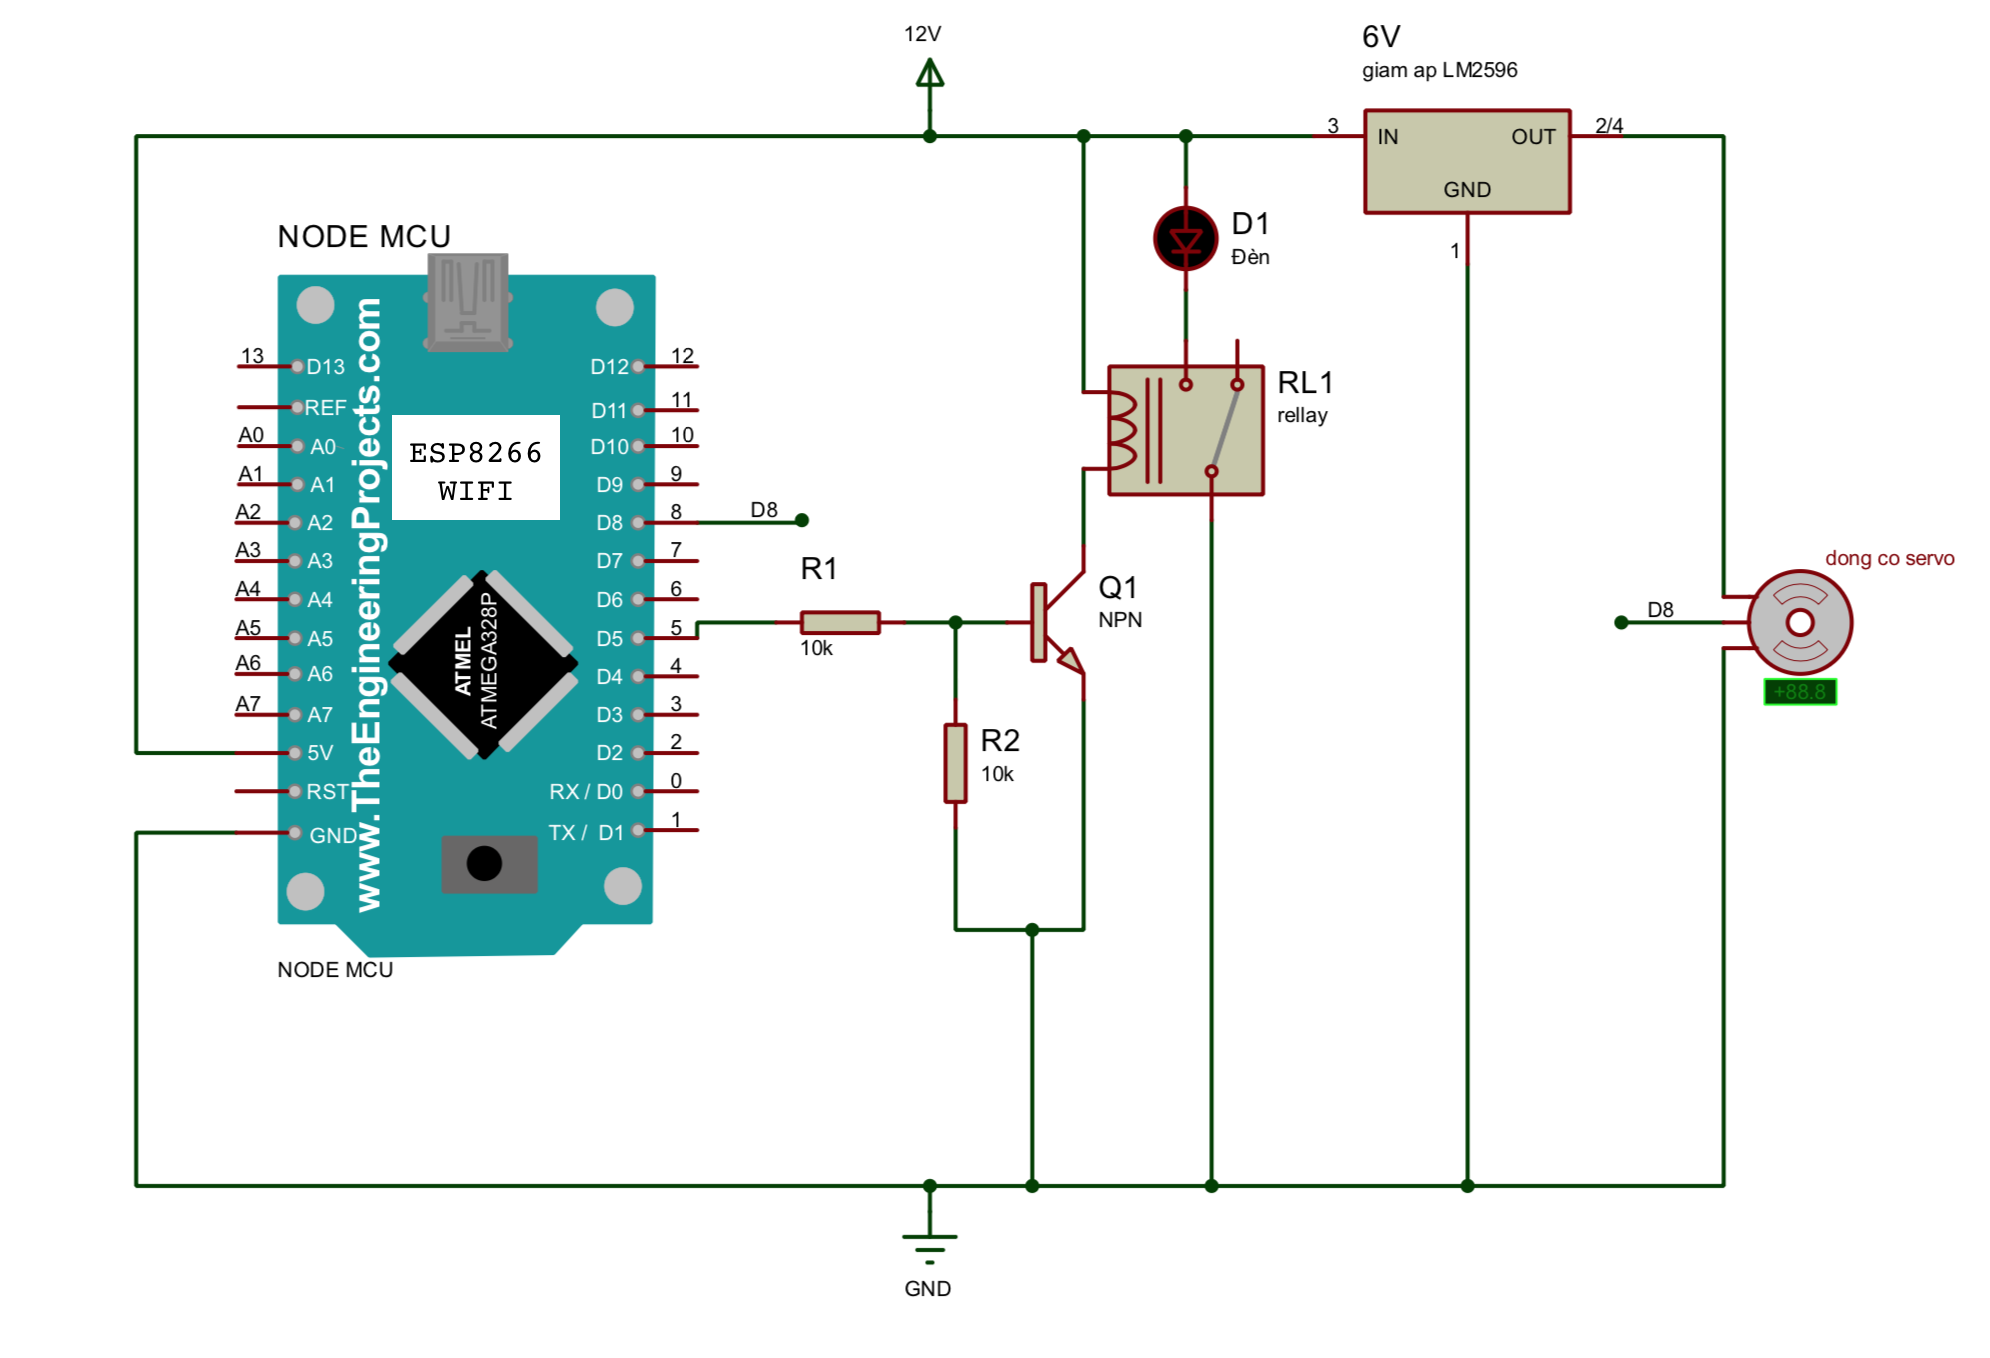 12V
6V
giam ap LM2596
3
IN
OUT
2/4
GND
1
D1
Đèn
RL1
rellay
NODE MCU
www.TheEngineeringProjects.com
ESP8266
WIFI
ATMEL
ATMEGA328P
13
D13
REF
A0
A0
A1
A1
A2
A2
A3
A3
A4
A4
A5
A5
A6
A6
A7
A7
5V
RST
GND
D12
12
D11
11
D10
10
D9
9
D8
8
D7
7
D6
6
D5
5
D4
4
D3
3
D2
2
RX / D0
0
TX / D1
1
NODE MCU
D8
R1
10k
R2
10k
Q1
NPN
dong co servo
D8
+88.8
GND